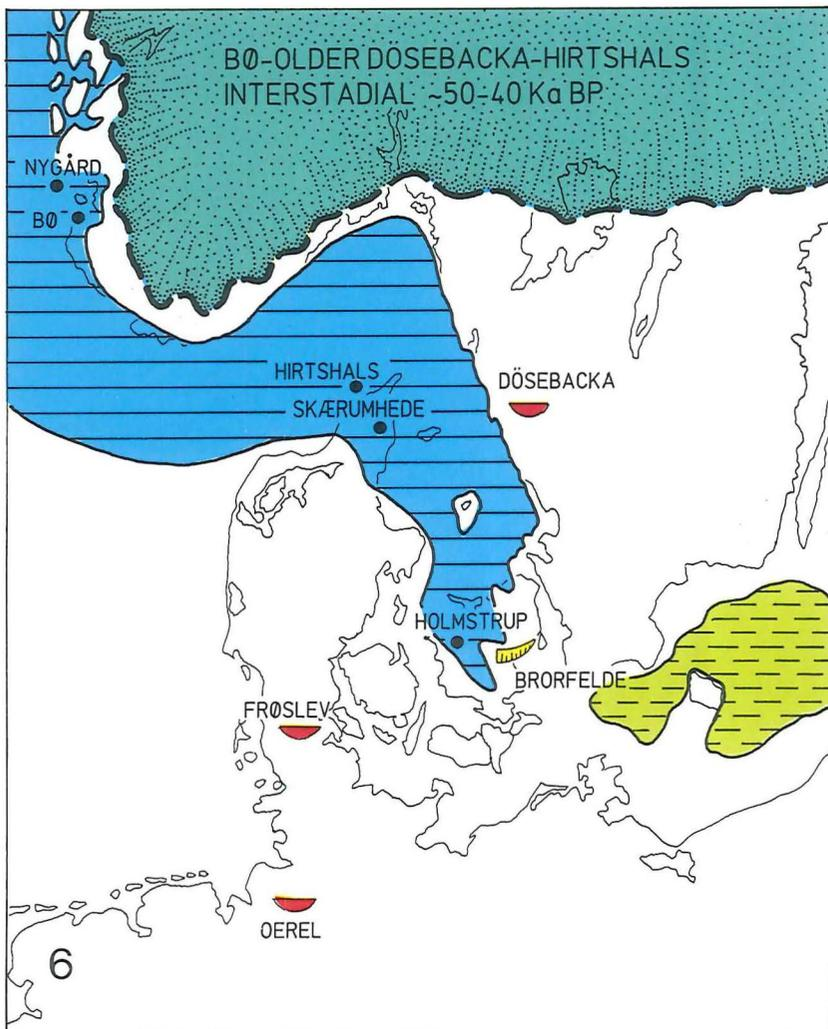 BØ-OLDER DÖSEBACKA-HIRTSHALS
INTERSTADIAL ~50-40 Ka BP
NYGÅRD
BØ
HIRTSHALS
DÖSEBACKA
SKÆRUMHEDE
HOLMSTRUP
BRORFELDE
FRØSLEV
OEREL
6